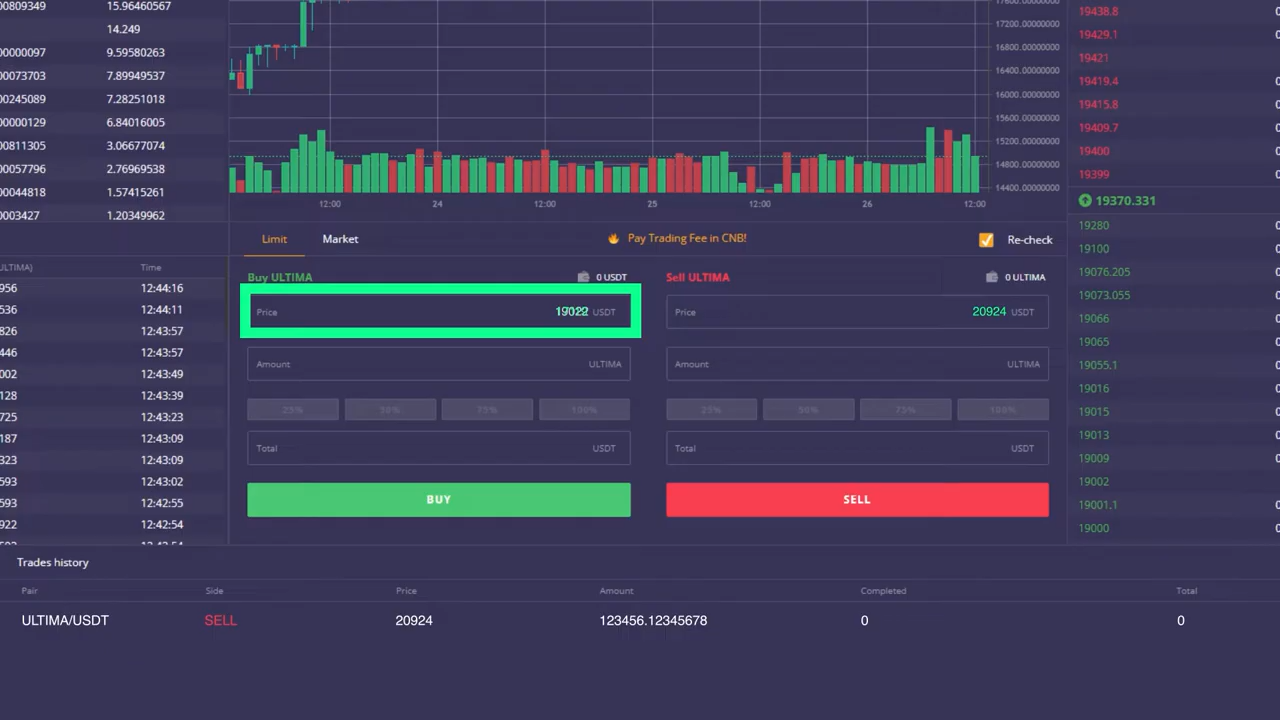 00809349 15.96460567
14.249
00000097 9.59580263
00073703 7.89949537
00245089 7.28251018
00000129 6.84016005
00811305 3.06677074
00057796 2.76969538
00044818 1.57415261
0003427 1.20349962
ULTIMA) Time
956 12:44:16
536 12:44:11
826 12:43:57
446 12:43:57
002 12:43:49
128 12:43:39
725 12:43:23
187 12:43:09
323 12:43:09
593 12:43:02
593 12:42:55
922 12:42:54
17200.00000000
16800.00000000
16400.00000000
16000.00000000
15600.00000000
15200.00000000
14800.00000000
14400.00000000
12:00 24 12:00 25 12:00 26 12:00
Limit Market Pay Trading Fee in CNB! Re-check
Buy ULTIMA 0 USDT
Price USDT
Amount ULTIMA
25% 50% 75% 100%
Total USDT
BUY
Sell ULTIMA 0 ULTIMA
Price 20924 USDT
Amount ULTIMA
25% 50% 75% 100%
Total USDT
SELL
19438.8
19429.1
19421
19419.4
19415.8
19409.7
19400
19399
19370.331
19280
19100
19076.205
19073.055
19066
19065
19055.1
19016
19015
19013
19009
19002
19001.1
19000
Trades history
Pair Side Price Amount Completed Total
ULTIMA/USDT SELL 20924 123456.12345678 0 0